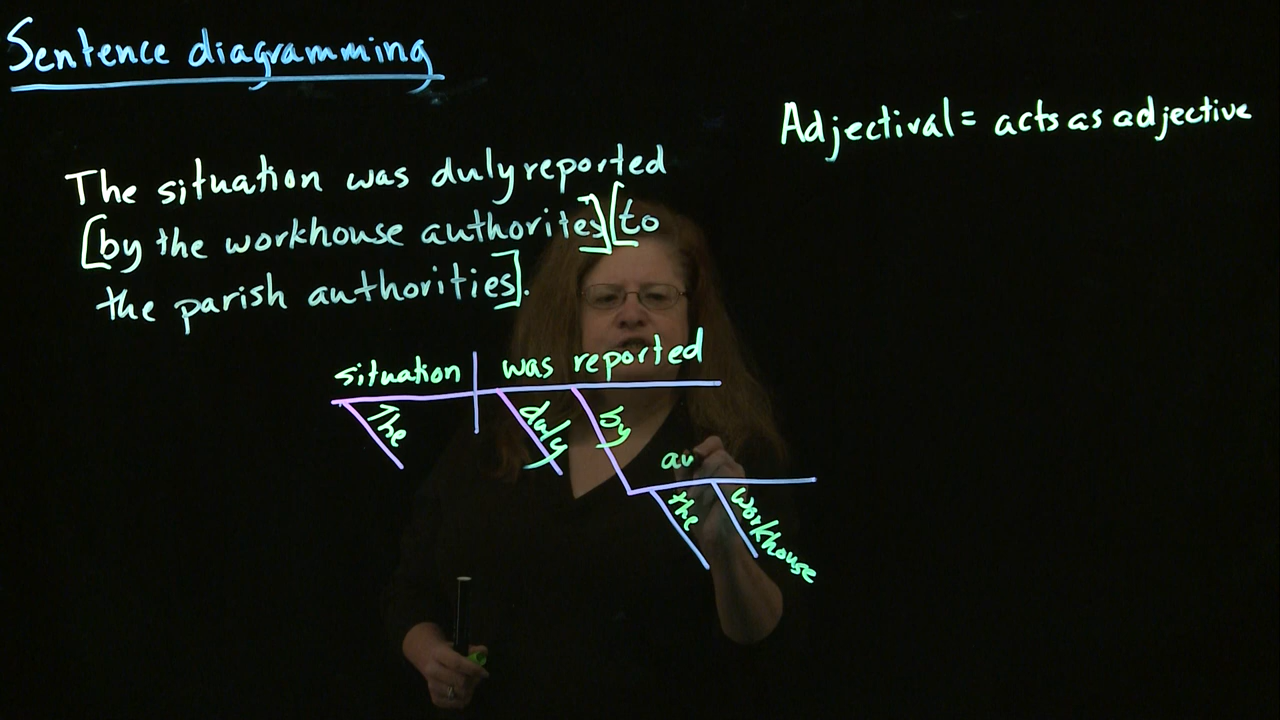 Sentence diagramming
Adjectival = acts as adjective
The situation was duly reported
[by the workhouse authorites] [to
the parish authorities].
situation was reported
The duly by
au
the workhouse